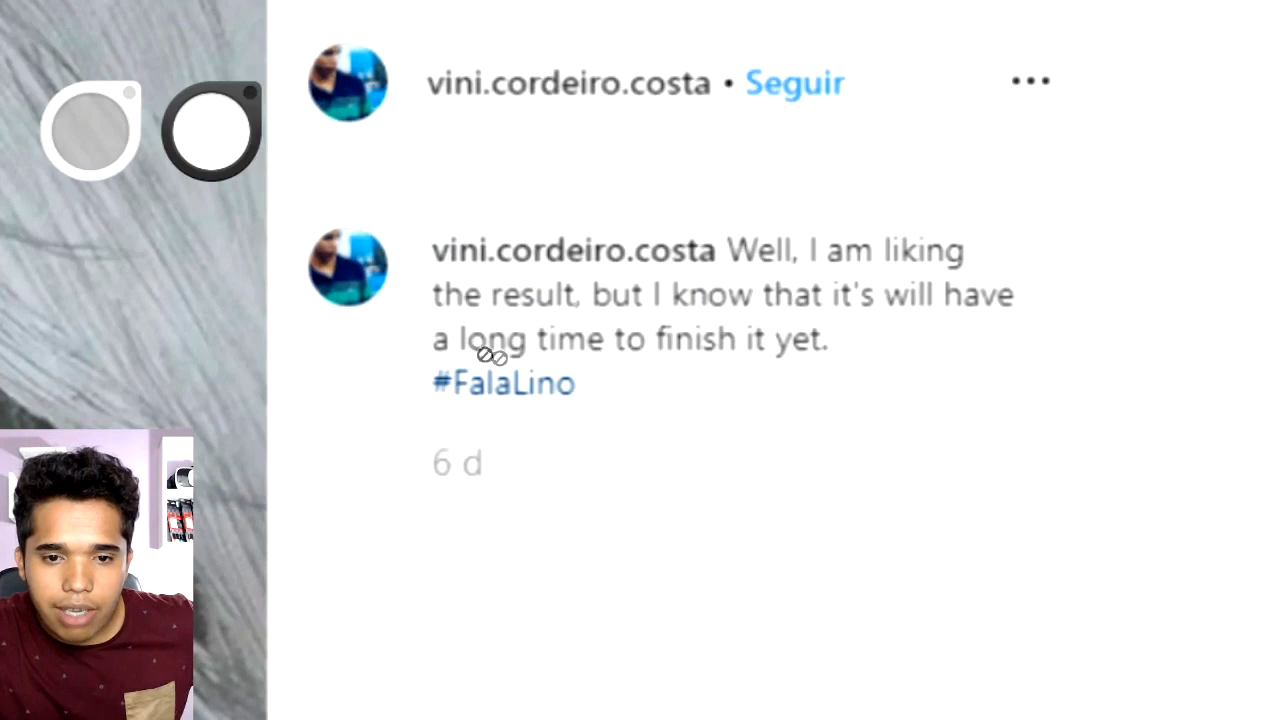 vini.cordeiro.costa • Seguir
vini.cordeiro.costa Well, I am liking
the result, but I know that it's will have
a long time to finish it yet.
#FalaLino
6 d